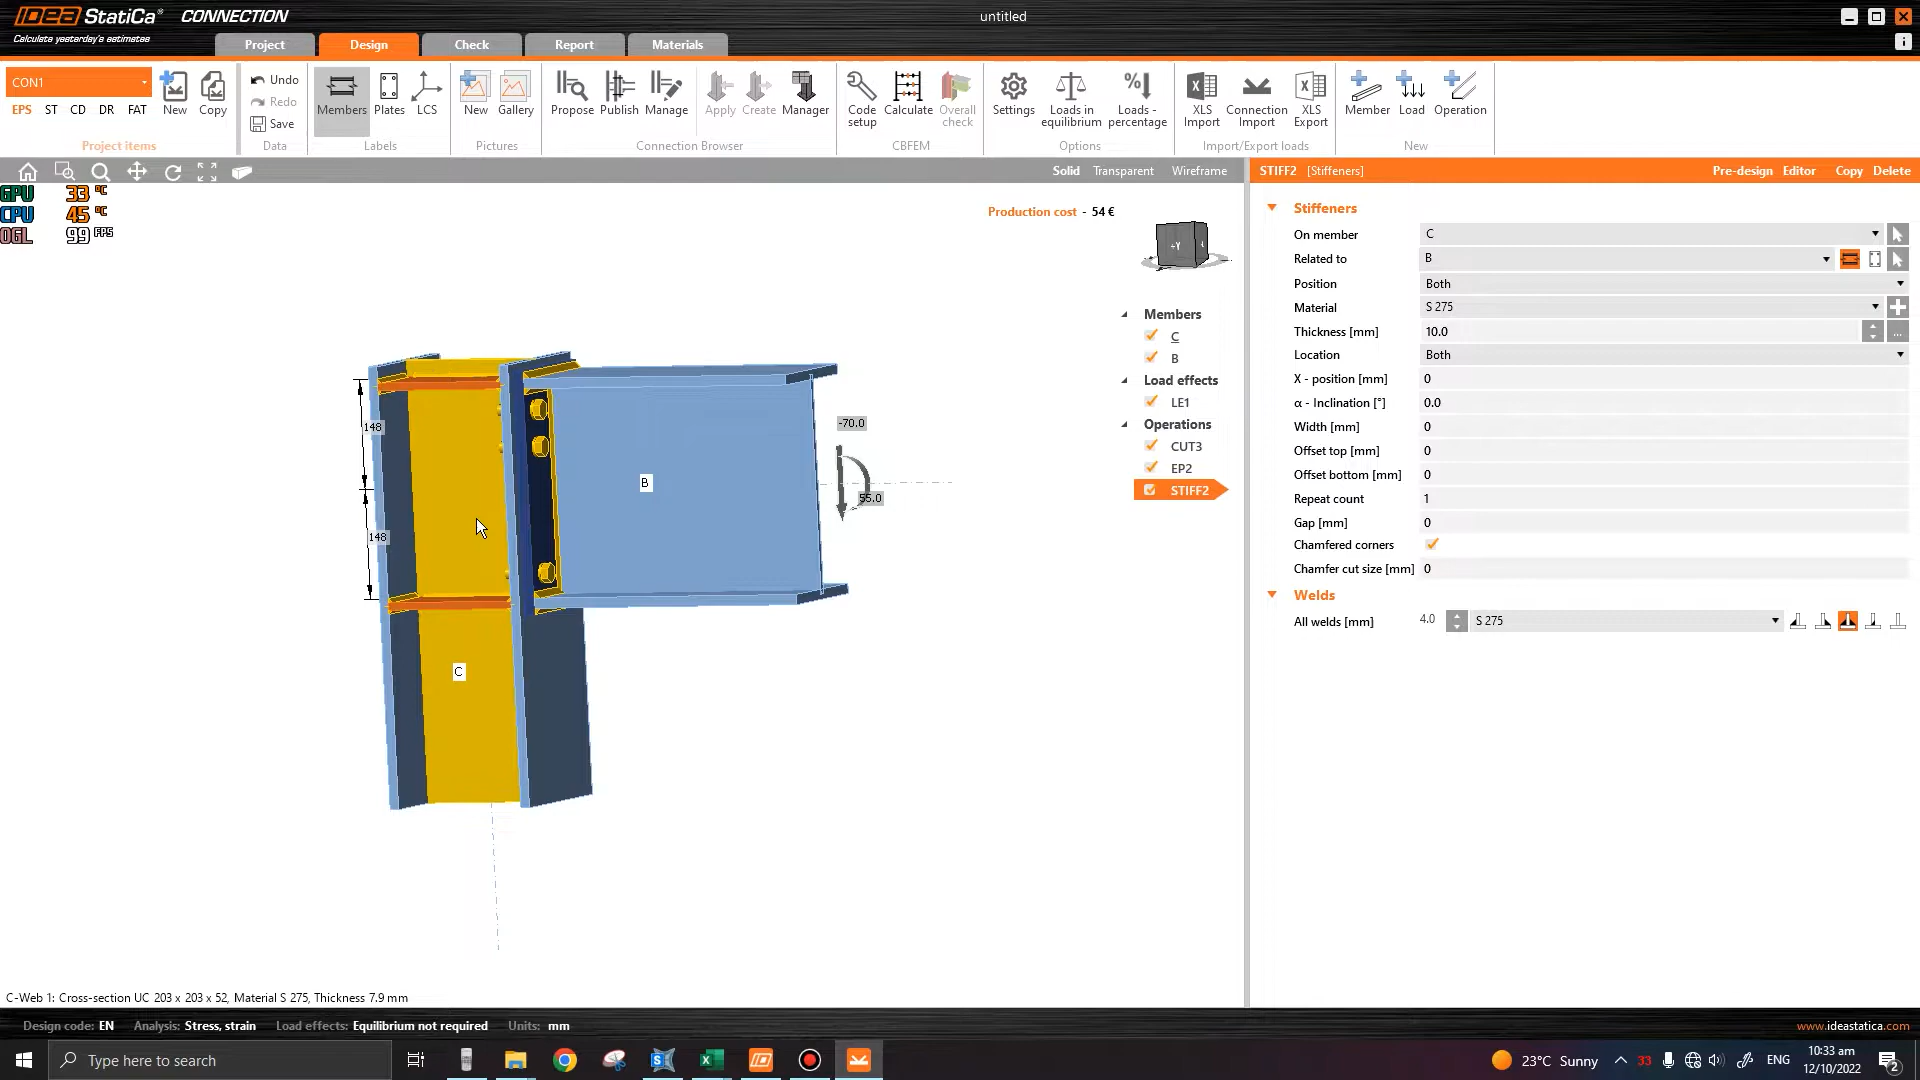 IDEA StatiCa® CONNECTION
Calculate yesterday's estimates
untitled
Project
Design
Check
Report
Materials
CON1
EPS ST CD DR FAT
New
Copy
Undo
Redo
Save
Members
Plates
LCS
New
Gallery
Propose
Publish
Manage
Apply
Create
Manager
Code setup
Calculate
Overall check
Settings
Loads in equilibrium
Loads - percentage
XLS Import
Connection Import
XLS Export
Member
Load
Operation
Project items
Data
Labels
Pictures
Connection Browser
CBFEM
Options
Import/Export loads
New
Solid Transparent Wireframe
STIFF2 [Stiffeners]
Pre-design Editor Copy Delete
GPU 33 °C
CPU 45 °C
OGL 99 FPS
Production cost - 54 €
-Y
Members
C
B
Load effects
LE1
Operations
CUT3
EP2
STIFF2
148
148
B
C
-70.0
55.0
Stiffeners
On member C
Related to B
Position Both
Material S 275
Thickness [mm] 10.0
Location Both
X - position [mm] 0
α - Inclination [°] 0.0
Width [mm] 0
Offset top [mm] 0
Offset bottom [mm] 0
Repeat count 1
Gap [mm] 0
Chamfered corners
Chamfer cut size [mm] 0
Welds
All welds [mm] 4.0 S 275
C-Web 1: Cross-section UC 203 x 203 x 52, Material S 275, Thickness 7.9 mm
Design code: EN Analysis: Stress, strain Load effects: Equilibrium not required Units: mm
www.ideastatica.com
Type here to search
23°C Sunny
33
ENG
10:33 am
12/10/2022
2